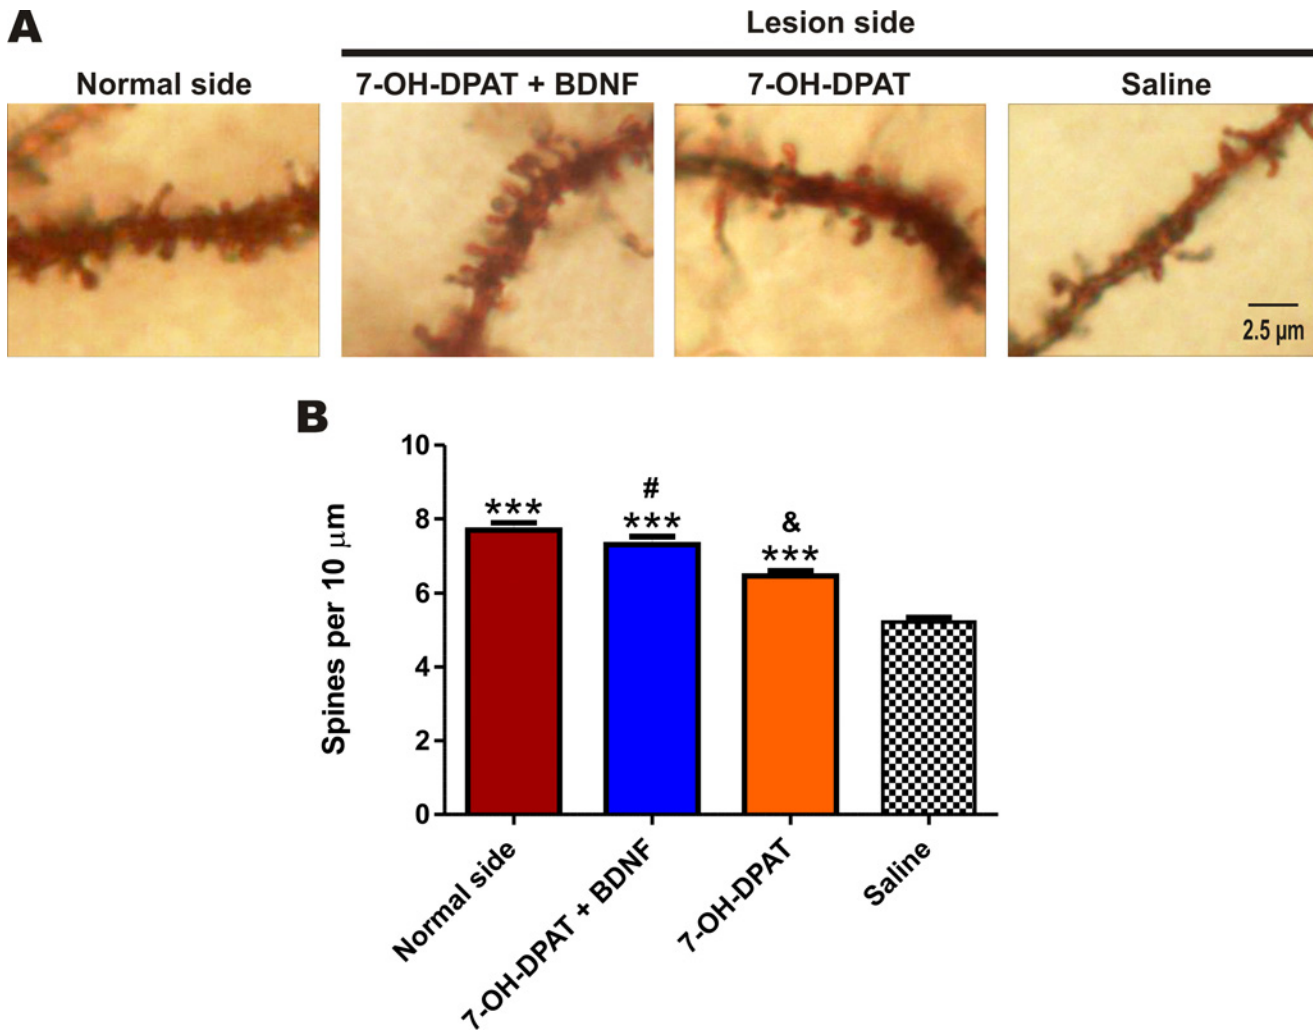 A
Lesion side
Normal side
7-OH-DPAT + BDNF
7-OH-DPAT
Saline
2.5 µm
B
Spines per 10 µm
10
8
6
4
2
0
***
#
***
&
***
Normal side
7-OH-DPAT + BDNF
7-OH-DPAT
Saline